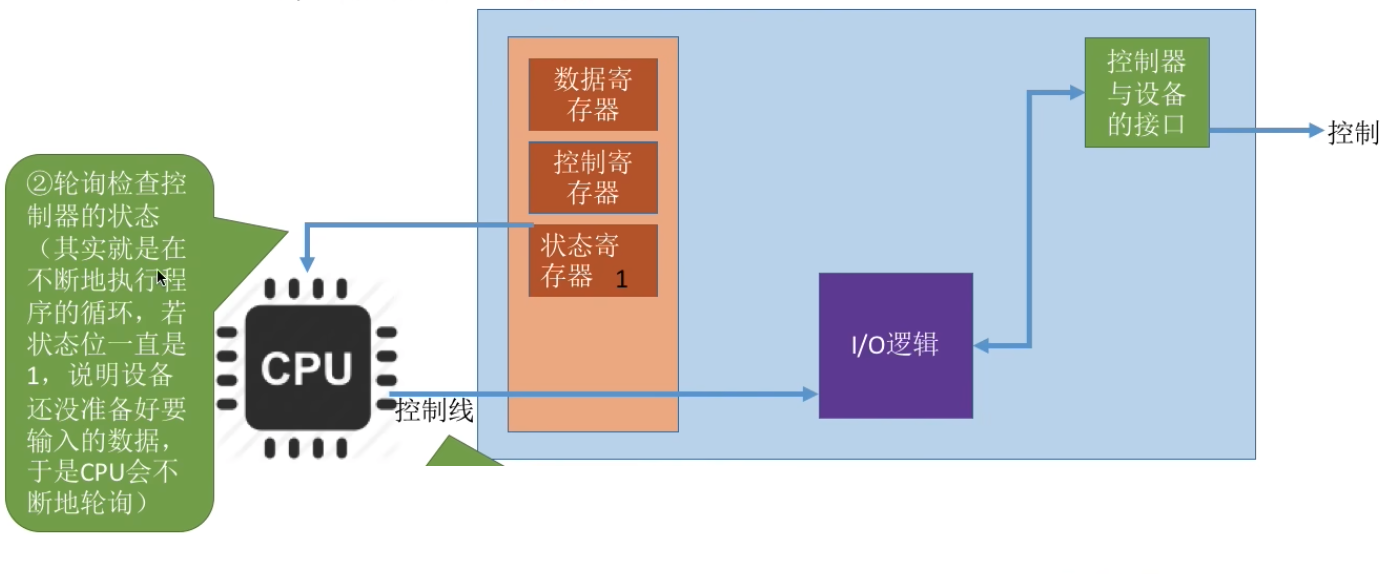 数据寄
存器
控制寄
存器
状态寄
存器 1
控制器
与设备
的接口
控制
②轮询检查控
制器的状态
（其实就是在
不断地执行程
序的循环，若
状态位一直是
1，说明设备
还没准备好要
输入的数据，
于是CPU会不
断地轮询）
CPU
控制线
I/O逻辑